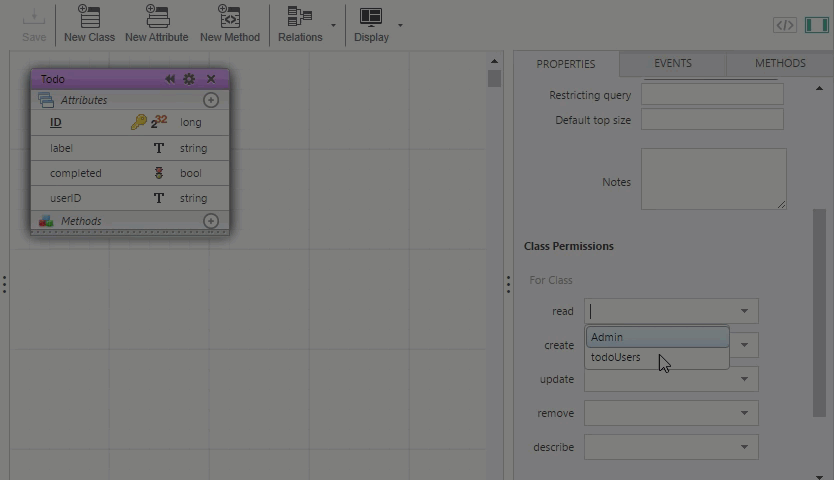 Save
New Class
New Attribute
New Method
Relations
Display
Todo
Attributes
ID 2 32 long
label T string
completed bool
userID T string
Methods
PROPERTIES
EVENTS
METHODS
Restricting query
Default top size
Notes
Class Permissions
For Class
read
Admin
todoUsers
create
update
remove
describe